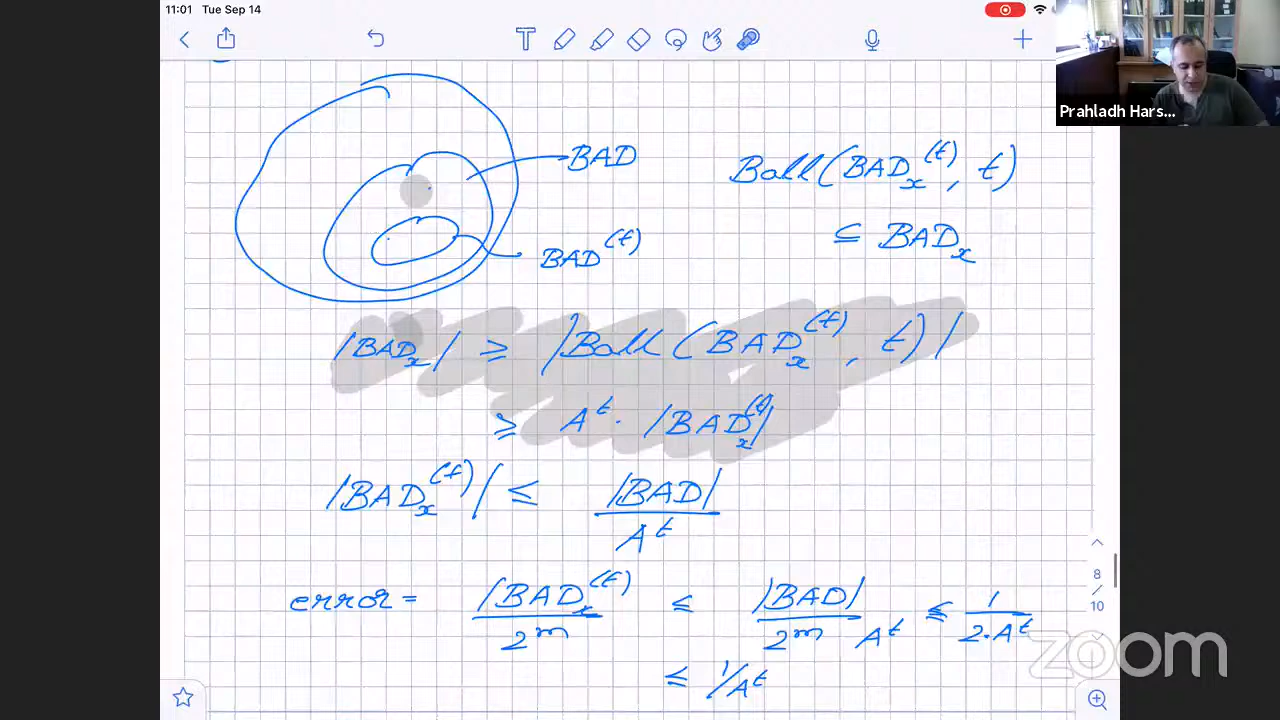 11:01 Tue Sep 14
Prahladh Hars...
BAD
BAD^(t)
Ball(BAD_x^(t), t)
⊆ BAD_x
|BAD_x| ≥ |Ball(BAD_x^(t), t)|
≥ A^t · |BAD_x^(t)|
|BAD_x^(t)| ≤ |BAD| / A^t
error = |BAD_x^(t)| / 2^m ≤ |BAD| / 2^m A^t ≤ 1 / 2·A^t
≤ 1/A^t
8 / 10
zoom